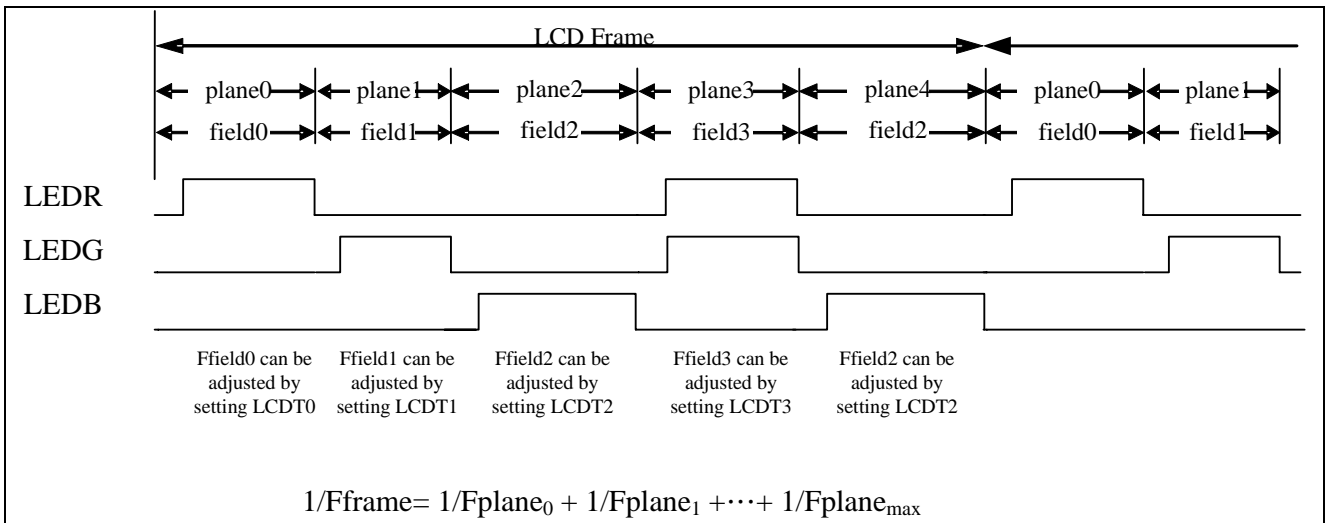 LCD Frame
plane0 plane1 plane2 plane3 plane4 plane0 plane1
field0 field1 field2 field3 field2 field0 field1
LEDR
LEDG
LEDB
Ffield0 can be adjusted by setting LCDT0
Ffield1 can be adjusted by setting LCDT1
Ffield2 can be adjusted by setting LCDT2
Ffield3 can be adjusted by setting LCDT3
Ffield2 can be adjusted by setting LCDT2
1/Fframe= 1/Fplane₀ + 1/Fplane₁ +⋯+ 1/Fplanemax